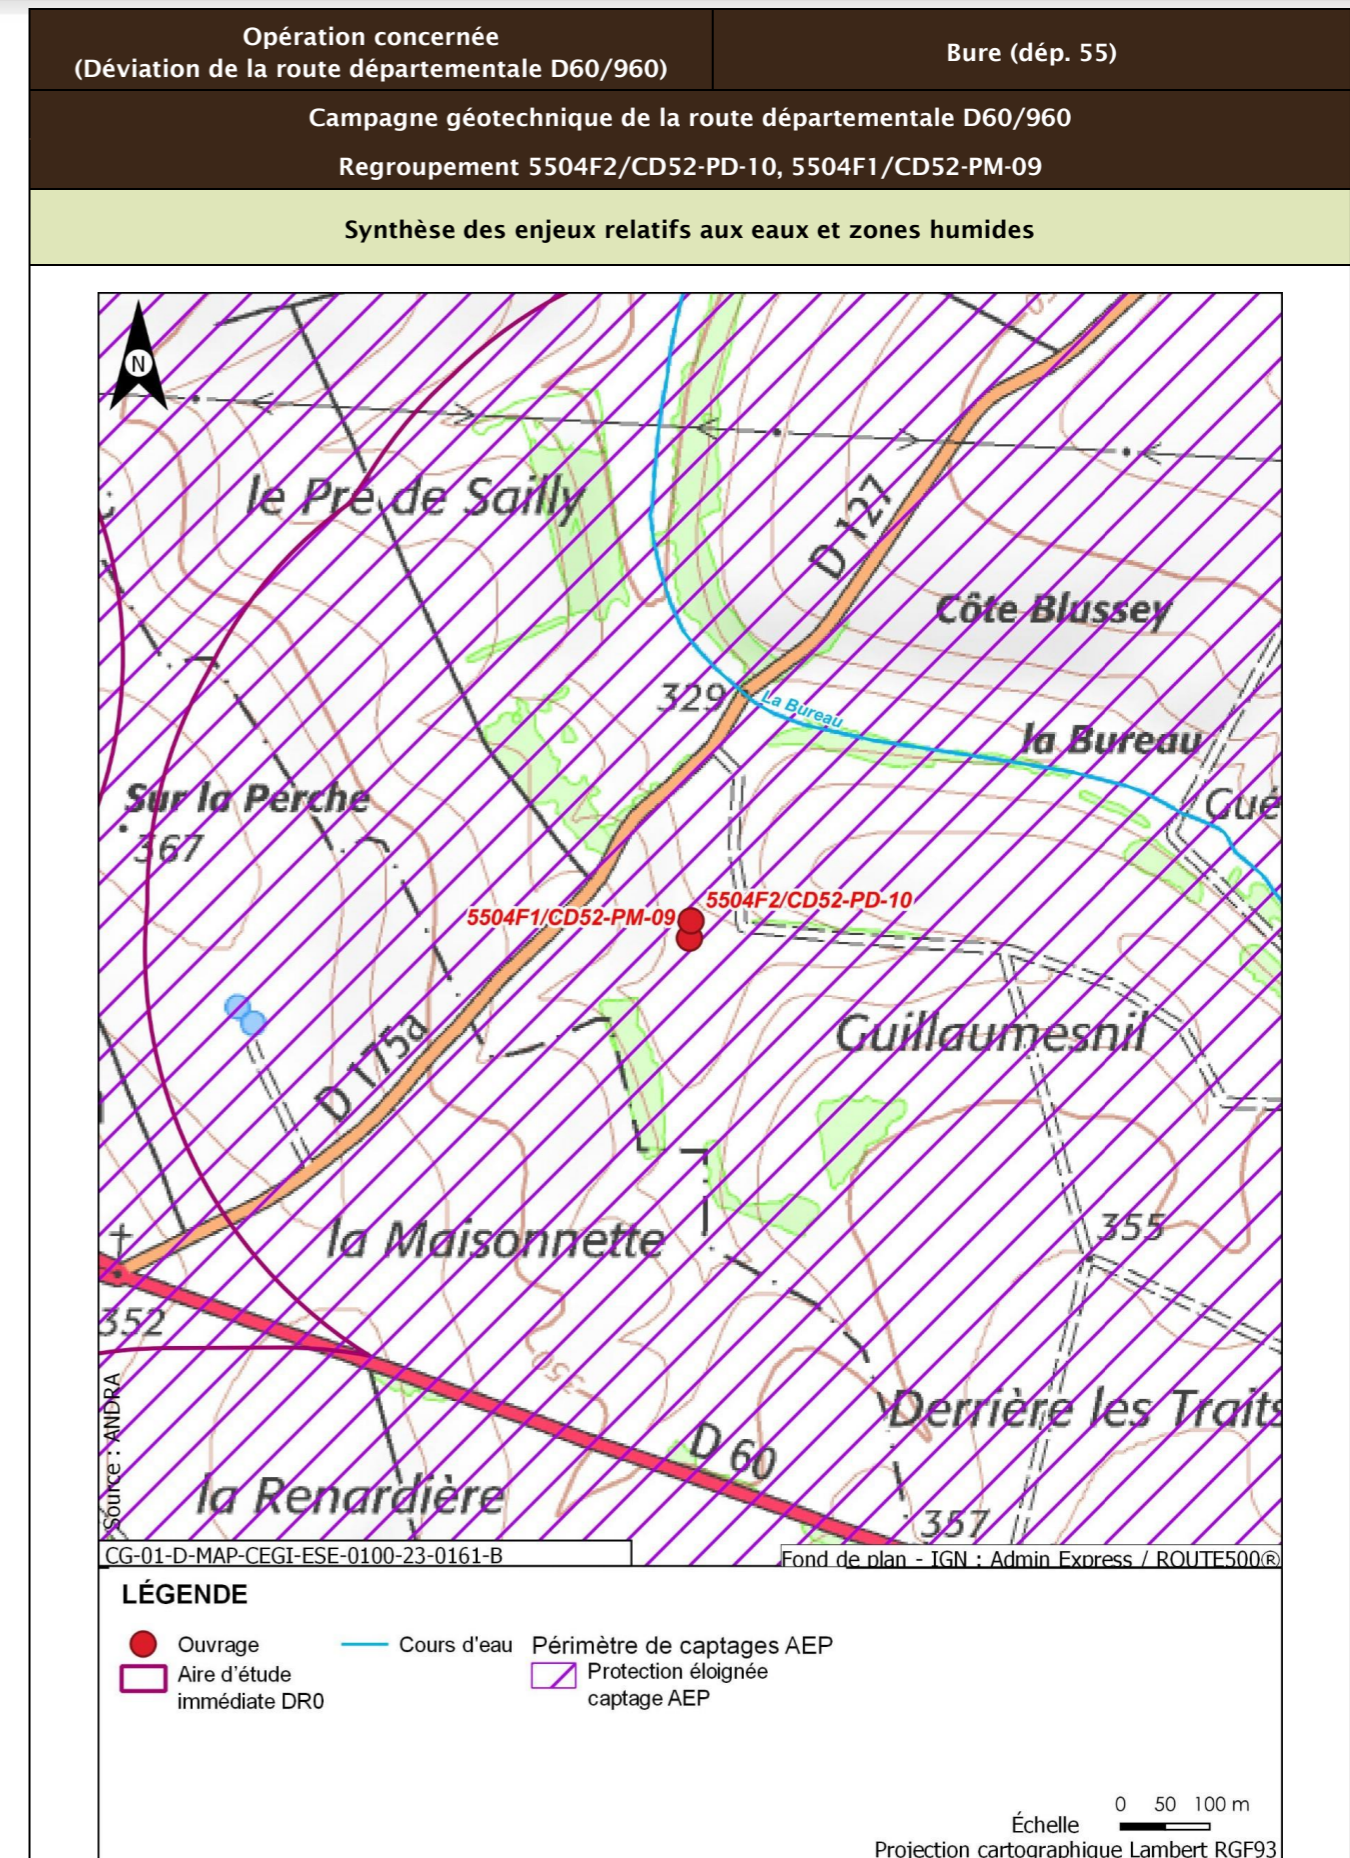 Opération concernée
(Déviation de la route départementale D60/960)
Bure (dép. 55)
Campagne géotechnique de la route départementale D60/960
Regroupement 5504F2/CD52-PD-10, 5504F1/CD52-PM-09
Synthèse des enjeux relatifs aux eaux et zones humides
N
le Pre de Sailly
D 127
Côte Blussey
329
La Bureau
la Bureau
Gué
Sur la Perche
367
5504F2/CD52-PD-10
5504F1/CD52-PM-09
D 175a
Guillaumesnil
la Maisonnette
355
352
350
Derrière les Traits
D 60
la Renardière
357
Source : ANDRA
CG-01-D-MAP-CEGI-ESE-0100-23-0161-B
Fond de plan - IGN : Admin Express / ROUTE500®
LÉGENDE
Ouvrage
Aire d'étude
immédiate DR0
Cours d'eau
Périmètre de captages AEP
Protection éloignée
captage AEP
Échelle
0 50 100 m
Projection cartographique Lambert RGF93